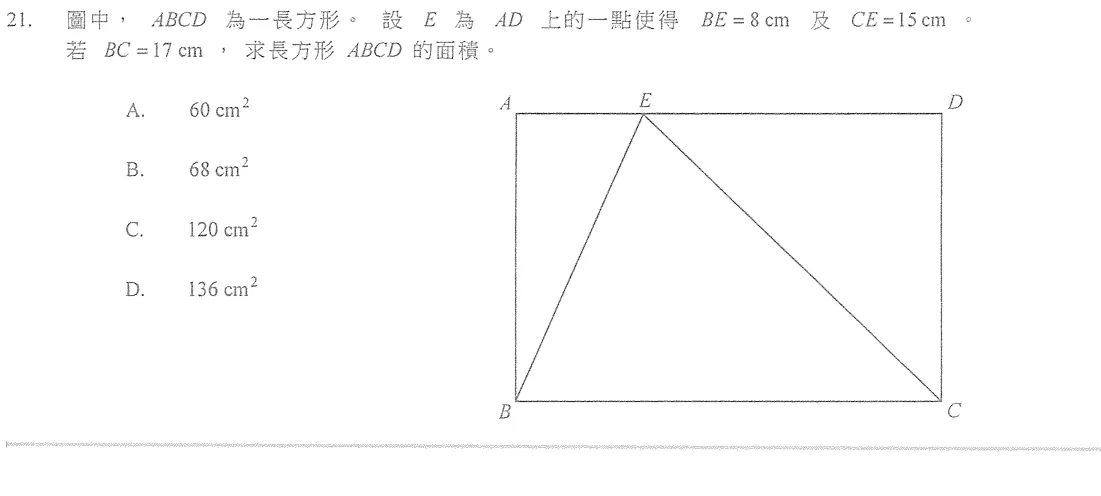 21. 圖中， ABCD 為一長方形。 設 E 為 AD 上的一點使得 BE = 8 cm 及 CE = 15 cm 。
若 BC = 17 cm ， 求長方形 ABCD 的面積。
A. 60 cm²
B. 68 cm²
C. 120 cm²
D. 136 cm²
A E D
B C